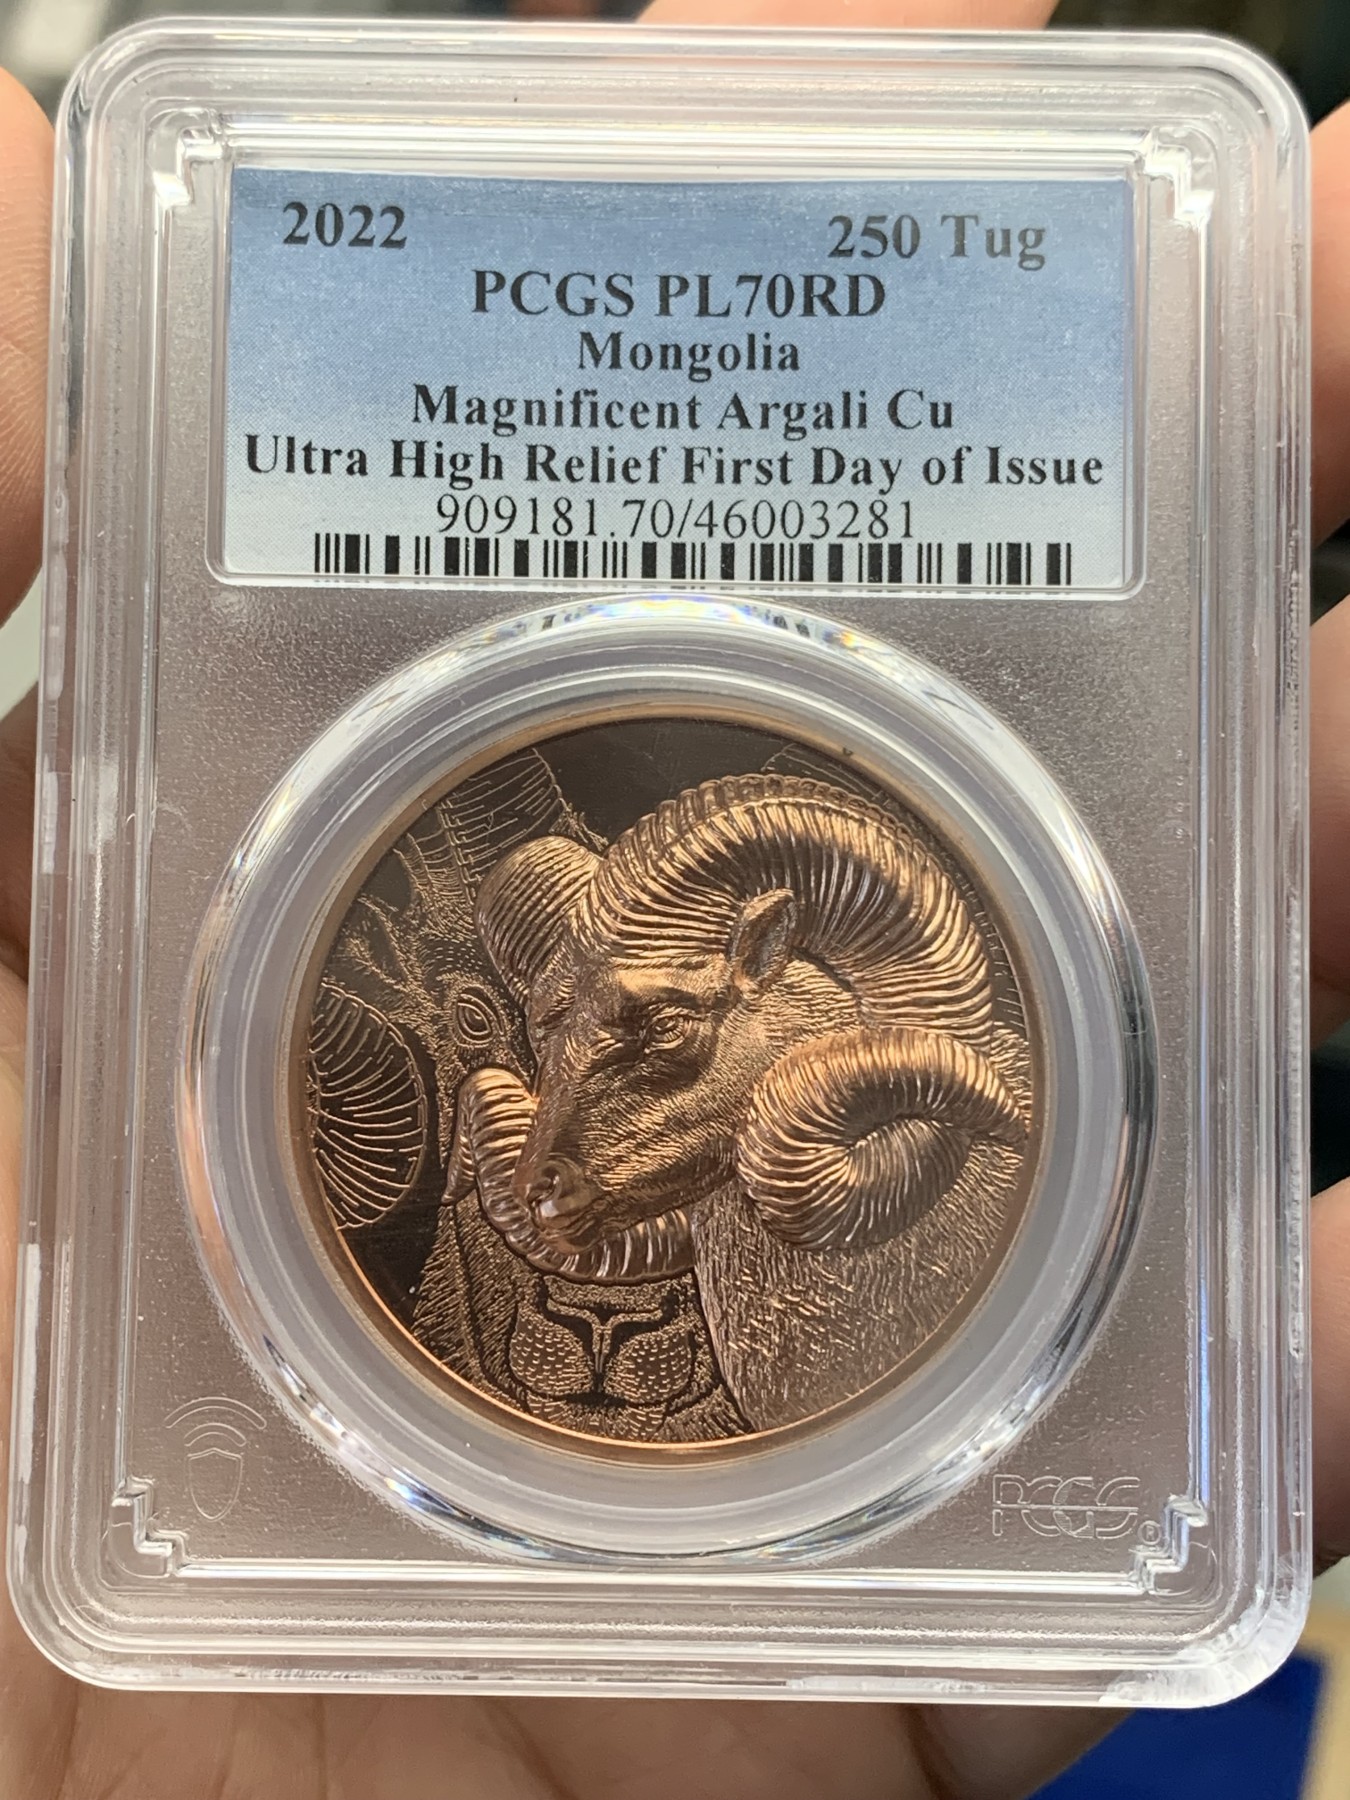 2022 250 Tug
PCGS PL70RD
Mongolia
Magnificent Argali Cu
Ultra High Relief First Day of Issue
909181.70/46003281
PCGS®